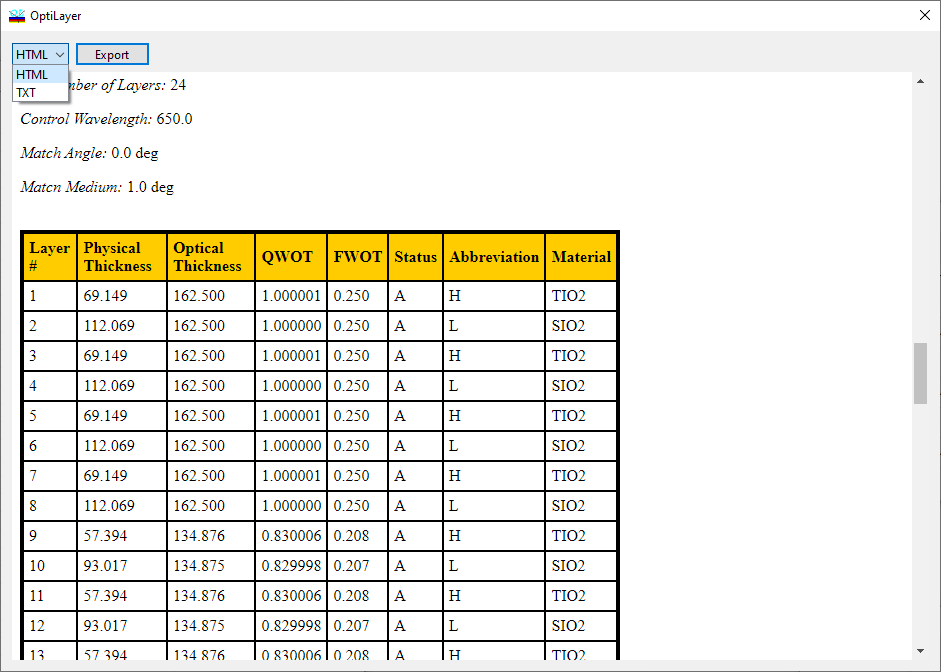 OptiLayer
HTML Export
HTML
TXT
mber of Layers: 24
Control Wavelength: 650.0
Match Angle: 0.0 deg
Matcn Medium: 1.0 deg
Layer # Physical Thickness Optical Thickness QWOT FWOT Status Abbreviation Material
1 69.149 162.500 1.000001 0.250 A H TIO2
2 112.069 162.500 1.000000 0.250 A L SIO2
3 69.149 162.500 1.000001 0.250 A H TIO2
4 112.069 162.500 1.000000 0.250 A L SIO2
5 69.149 162.500 1.000001 0.250 A H TIO2
6 112.069 162.500 1.000000 0.250 A L SIO2
7 69.149 162.500 1.000001 0.250 A H TIO2
8 112.069 162.500 1.000000 0.250 A L SIO2
9 57.394 134.876 0.830006 0.208 A H TIO2
10 93.017 134.875 0.829998 0.207 A L SIO2
11 57.394 134.876 0.830006 0.208 A H TIO2
12 93.017 134.875 0.829998 0.207 A L SIO2
13 57.394 134.876 0.830006 0.208 A H TIO2